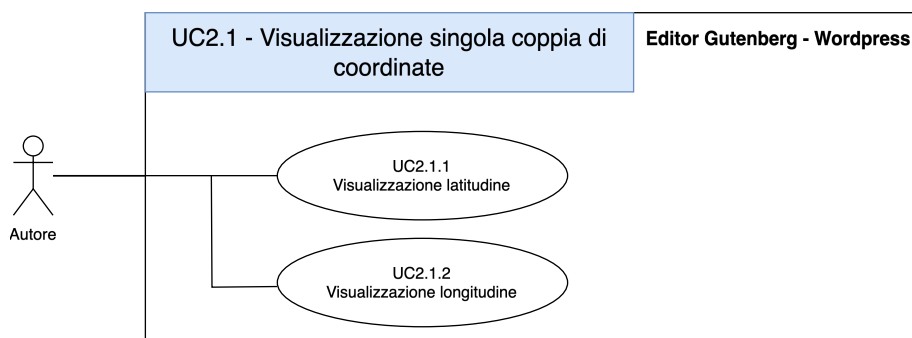 UC2.1 - Visualizzazione singola coppia di
coordinate
Editor Gutenberg - Wordpress
UC2.1.1
Visualizzazione latitudine
Autore
UC2.1.2
Visualizzazione longitudine